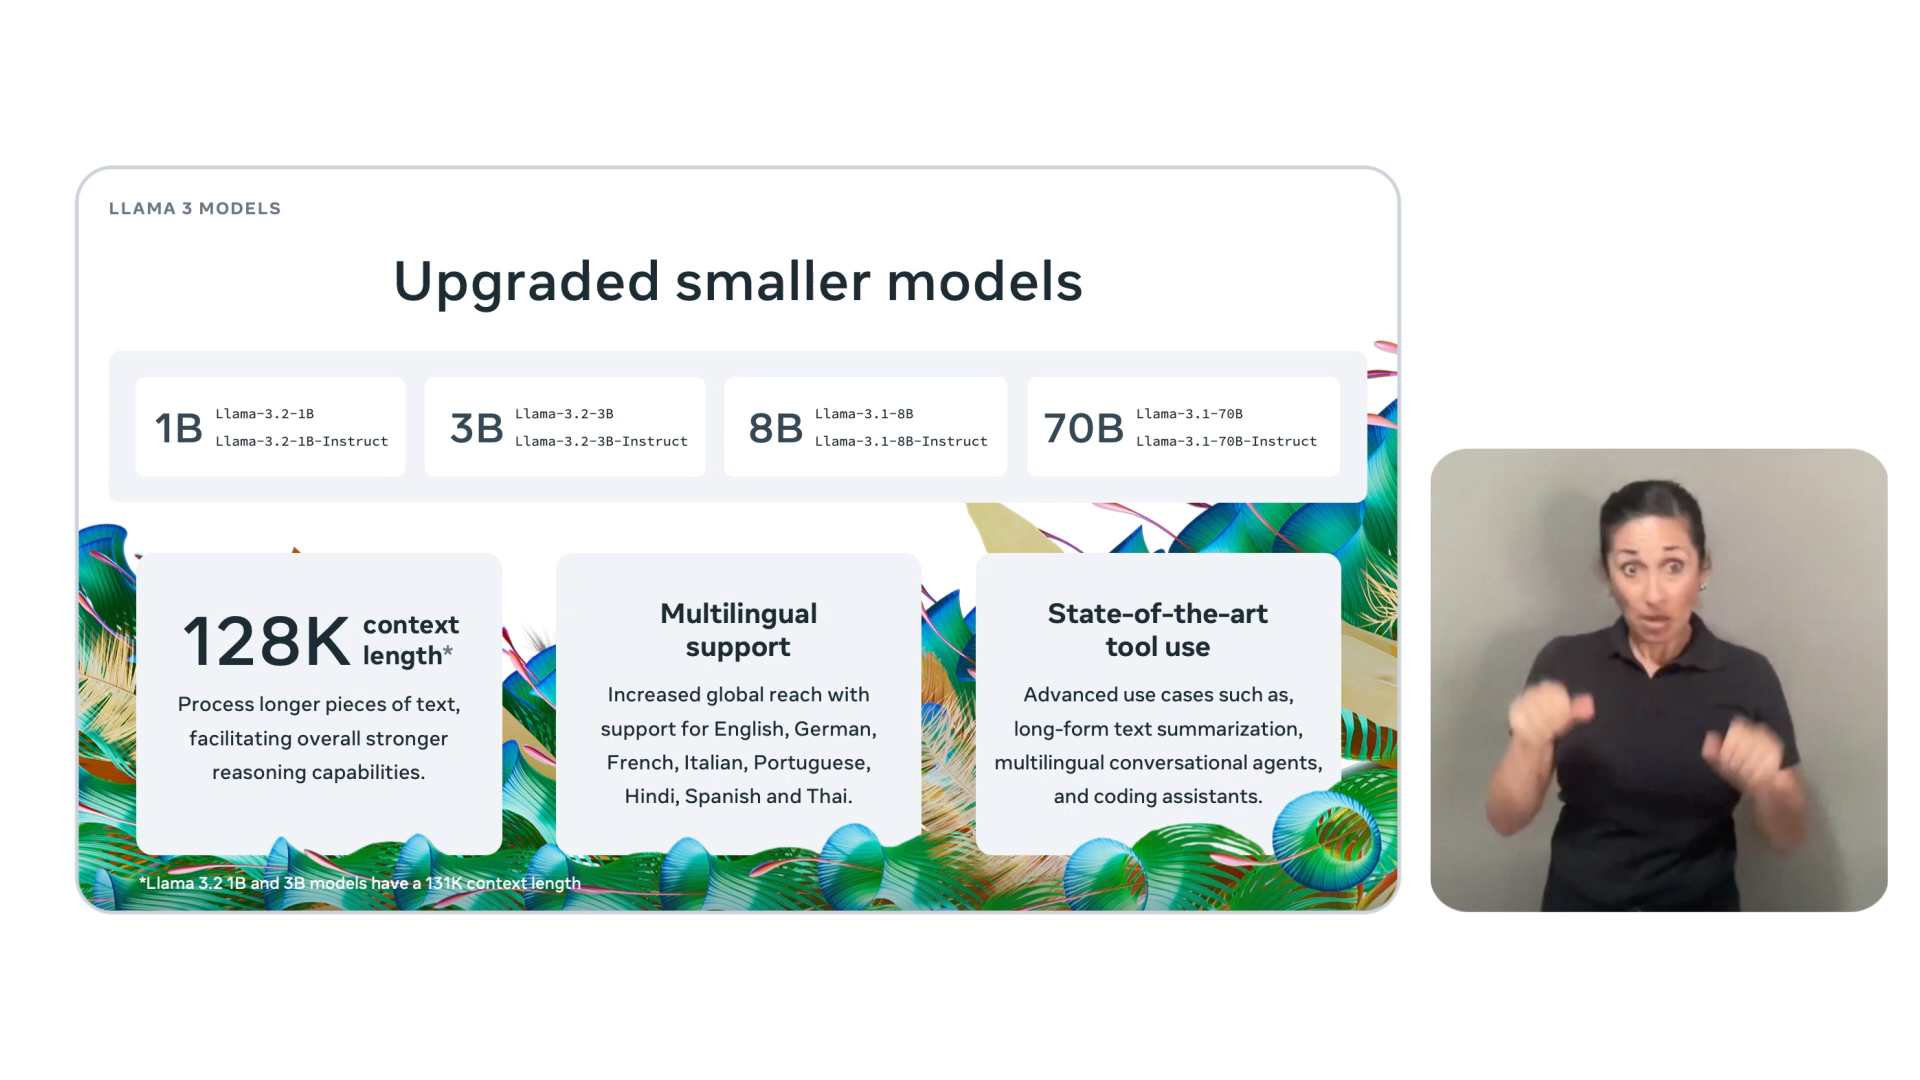 LLAMA 3 MODELS
Upgraded smaller models
1B
Llama-3.2-1B
Llama-3.2-1B-Instruct
3B
Llama-3.2-3B
Llama-3.2-3B-Instruct
8B
Llama-3.1-8B
Llama-3.1-8B-Instruct
70B
Llama-3.1-70B
Llama-3.1-70B-Instruct
128K
context
length*
Process longer pieces of text,
facilitating overall stronger
reasoning capabilities.
Multilingual
support
Increased global reach with
support for English, German,
French, Italian, Portuguese,
Hindi, Spanish and Thai.
State-of-the-art
tool use
Advanced use cases such as,
long-form text summarization,
multilingual conversational agents,
and coding assistants.
*Llama 3.2 1B and 3B models have a 131K context length